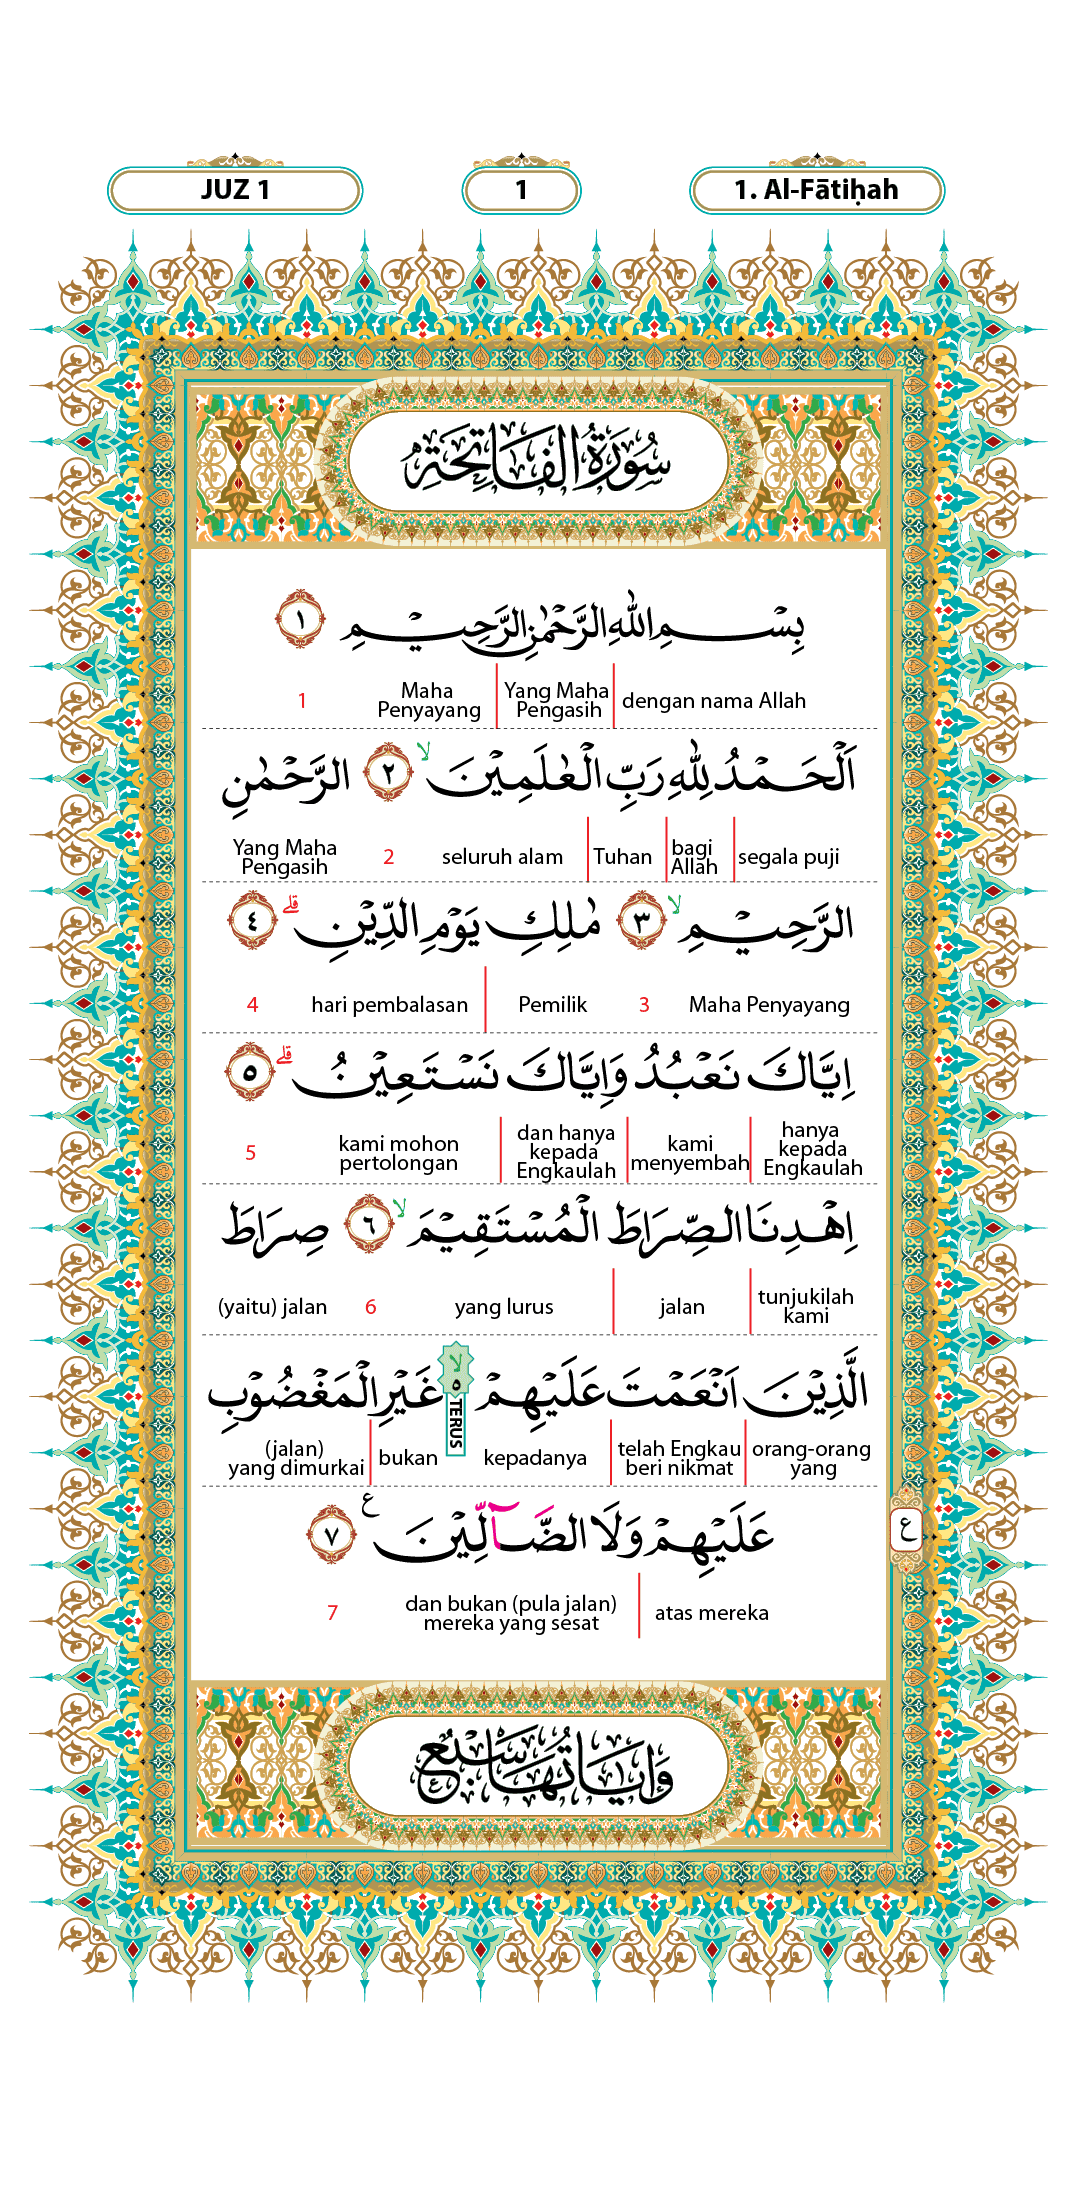 JUZ 1
1
1. Al-Fātiḥah
سُوْرَةُ الْفَاتِحَةِ
بِسْمِ اللّٰهِ الرَّحْمٰنِ الرَّحِيْمِ ١
dengan nama Allah Yang Maha Pengasih Maha Penyayang 1
اَلْحَمْدُ لِلّٰهِ رَبِّ الْعٰلَمِيْنَۙ ٢ الرَّحْمٰنِ
segala puji bagi Allah Tuhan seluruh alam 2 Yang Maha Pengasih
الرَّحِيْمِۙ ٣ مٰلِكِ يَوْمِ الدِّيْنِۗ ٤
Maha Penyayang 3 Pemilik hari pembalasan 4
اِيَّاكَ نَعْبُدُ وَاِيَّاكَ نَسْتَعِيْنُۗ ٥
hanya kepada Engkaulah kami menyembah dan hanya kepada Engkaulah kami mohon pertolongan 5
اِهْدِنَا الصِّرَاطَ الْمُسْتَقِيْمَۙ ٦ صِرَاطَ
tunjukilah kami jalan yang lurus 6 (yaitu) jalan
الَّذِيْنَ اَنْعَمْتَ عَلَيْهِمْ ۙ ٥ TERUS غَيْرِ الْمَغْضُوْبِ
orang-orang yang telah Engkau beri nikmat kepadanya bukan (jalan) yang dimurkai
عَلَيْهِمْ وَلَا الضَّاۤلِّيْنَ ع ٧
ع
atas mereka dan bukan (pula jalan) mereka yang sesat 7
وَاٰيَاتُهَا سَبْعٌ